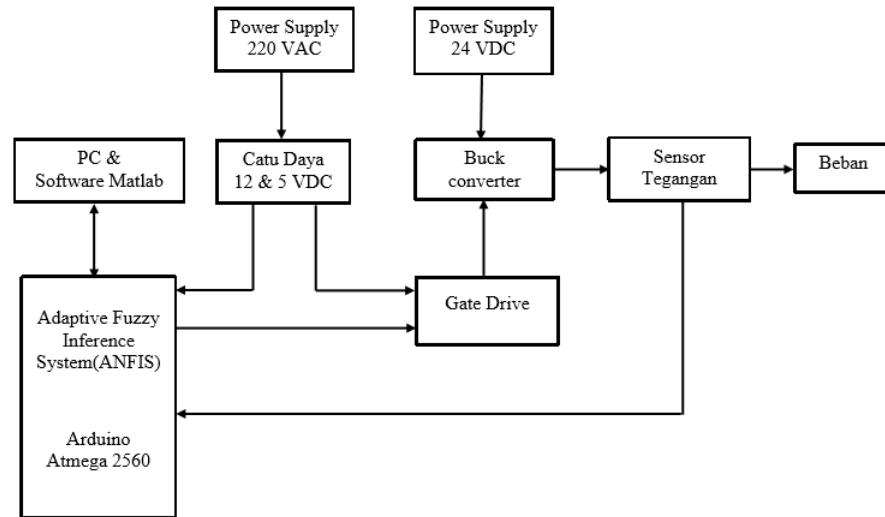 Power Supply
220 VAC
Power Supply
24 VDC
PC &
Software Matlab
Catu Daya
12 & 5 VDC
Buck
converter
Sensor
Tegangan
Beban
Adaptive Fuzzy
Inference
System(ANFIS)
Arduino
Atmega 2560
Gate Drive